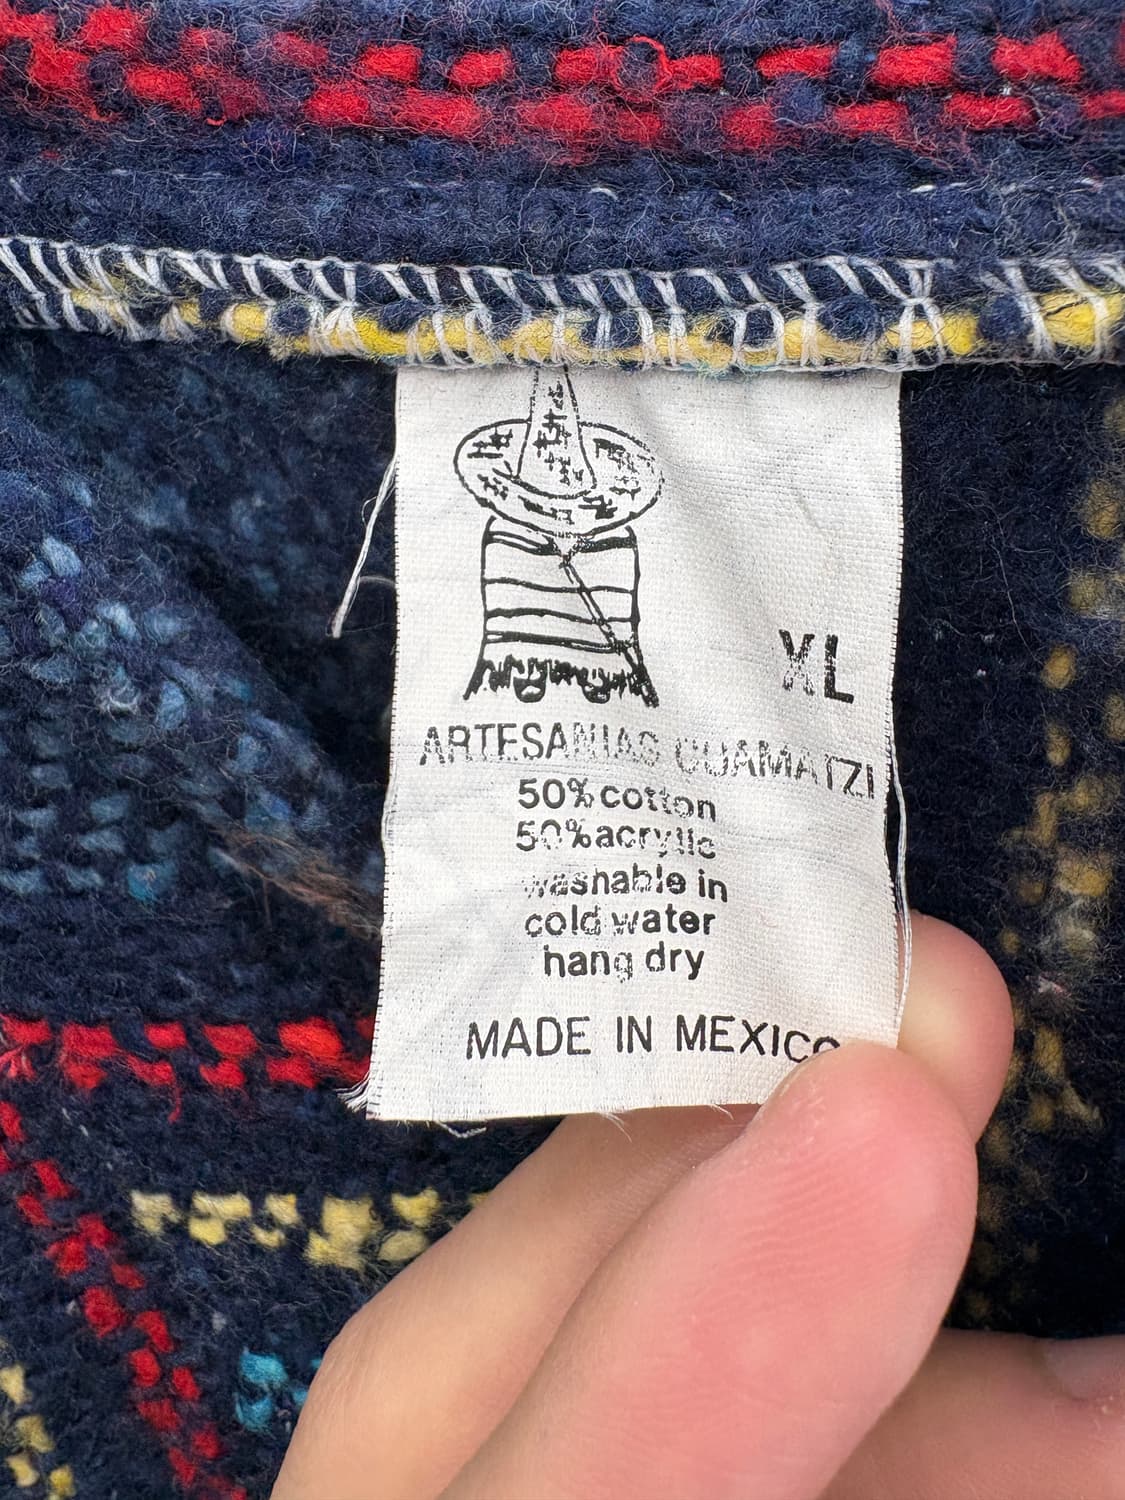 XL
ARTESANIAS CUAMATZI
50% cotton
50% acrylic
washable in
cold water
hang dry
MADE IN MEXICO